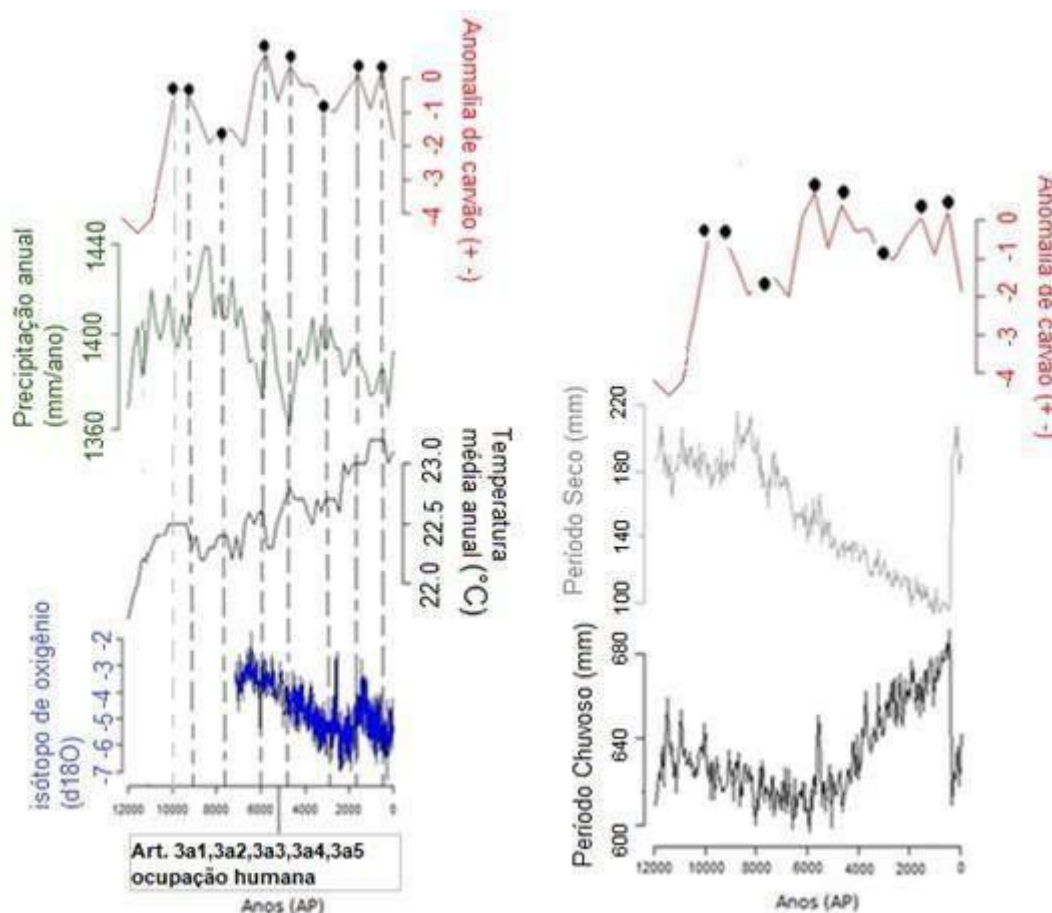 Anomalia de carvão (+ -)
0
-1
-2
-3
-4
Precipitação anual
(mm/ano)
1440
1400
1360
Temperatura
média anual (°C)
23.0
22.5
22.0
isótopo de oxigênio
(d18O)
-2
-3
-4
-5
-6
-7
12000 10000 8000 6000 4000 2000 0
Art. 3a1,3a2,3a3,3a4,3a5
ocupação humana
Anos (AP)
Anomalia de carvão (+ -)
0
-1
-2
-3
-4
Período Seco (mm)
220
180
140
100
Período Chuvoso (mm)
680
640
600
12000 10000 8000 6000 4000 2000 0
Anos (AP)